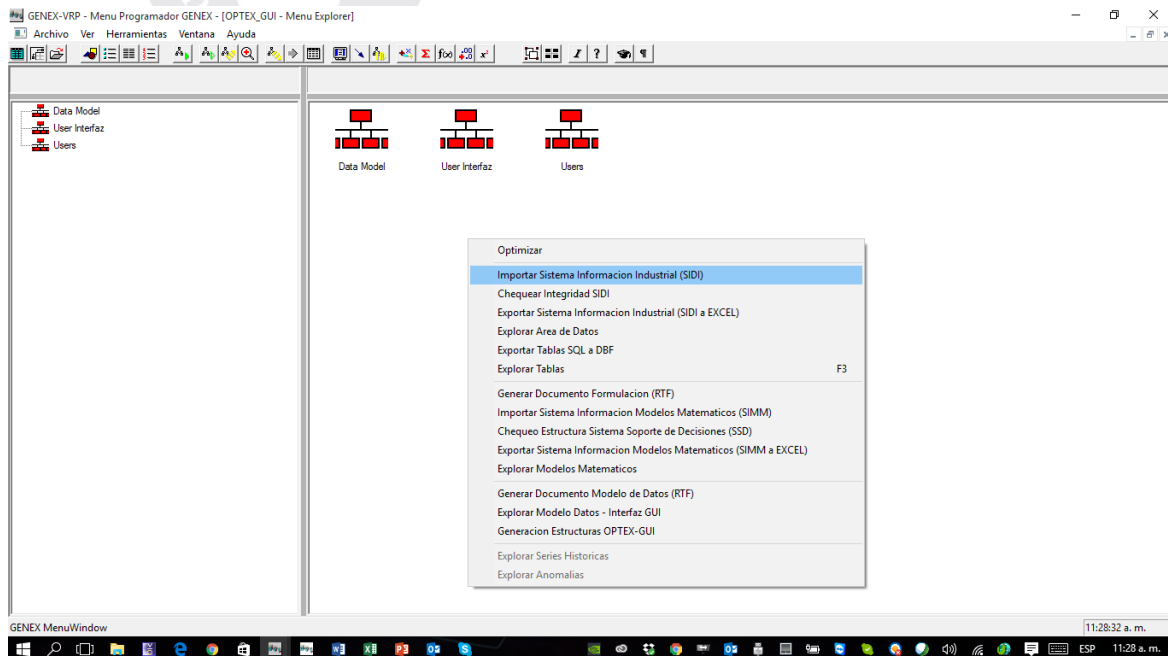 GENEX-VRP - Menu Programador GENEX - [OPTEX_GUI - Menu Explorer]
Archivo Ver Herramientas Ventana Ayuda
Data Model
User Interfaz
Users
Data Model User Interfaz Users
Optimizar
Importar Sistema Informacion Industrial (SIDI)
Chequear Integridad SIDI
Exportar Sistema Informacion Industrial (SIDI a EXCEL)
Explorar Area de Datos
Exportar Tablas SQL a DBF
Explorar Tablas F3
Generar Documento Formulacion (RTF)
Importar Sistema Informacion Modelos Matematicos (SIMM)
Chequeo Estructura Sistema Soporte de Decisiones (SSD)
Exportar Sistema Informacion Modelos Matematicos (SIMM a EXCEL)
Explorar Modelos Matematicos
Generar Documento Modelo de Datos (RTF)
Explorar Modelo Datos - Interfaz GUI
Generacion Estructuras OPTEX-GUI
Explorar Series Historicas
Explorar Anomalias
GENEX MenuWindow 11:28:32 a. m.
ESP 11:28 a. m.